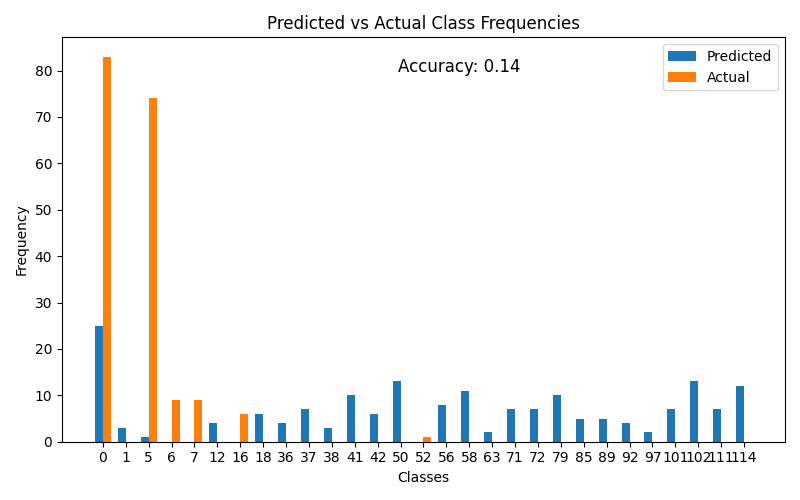 Predicted vs Actual Class Frequencies
Accuracy: 0.14
Predicted
Actual
Frequency
80
70
60
50
40
30
20
10
0
0 1 5 6 7 12 16 18 36 37 38 41 42 50 52 56 58 63 71 72 79 85 89 92 97 101 102 111 114
Classes